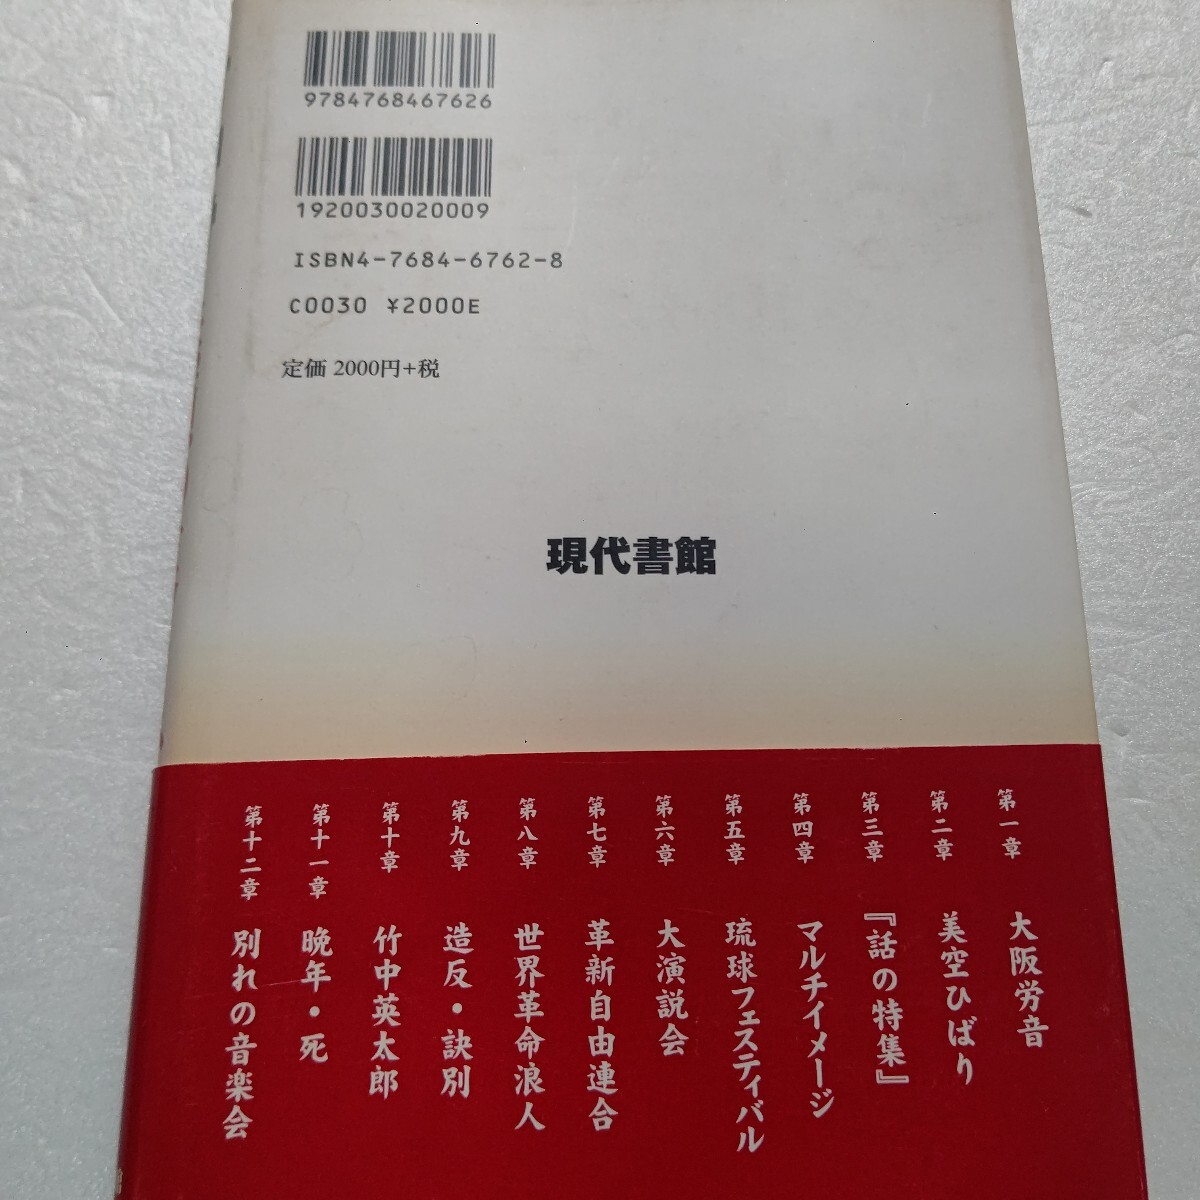 9784768467626
1920030020009
ISBN4-7684-6762-8
C0030 ¥2000E
定価 2000円+税
現代書館
第一章 大阪労音
第二章 美空ひばり
第三章 『話の特集』
第四章 マルチイメージ
第五章 琉球フェスティバル
第六章 大演説会
第七章 革新自由連合
第八章 世界革命浪人
第九章 造反・訣別
第十章 竹中英太郎
第十一章 晩年・死
第十二章 別れの音楽会